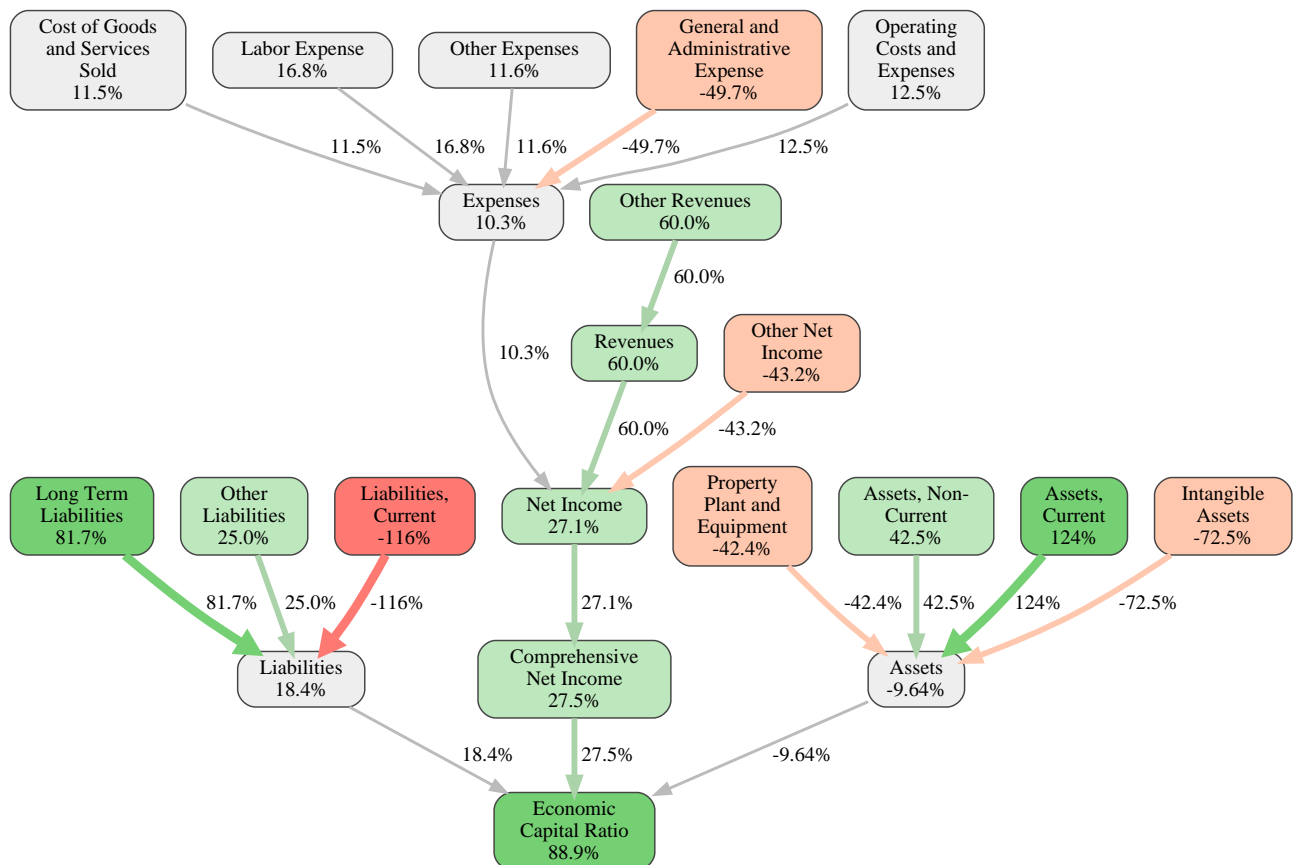 Cost of Goods
and Services
Sold
11.5%
Labor Expense
16.8%
Other Expenses
11.6%
General and
Administrative
Expense
-49.7%
Operating
Costs and
Expenses
12.5%
11.5%
16.8%
11.6%
-49.7%
12.5%
Expenses
10.3%
Other Revenues
60.0%
60.0%
Revenues
60.0%
Other Net
Income
-43.2%
10.3%
60.0%
-43.2%
Long Term
Liabilities
81.7%
Other
Liabilities
25.0%
Liabilities,
Current
-116%
Net Income
27.1%
Property
Plant and
Equipment
-42.4%
Assets, Non-
Current
42.5%
Assets,
Current
124%
Intangible
Assets
-72.5%
81.7%
25.0%
-116%
27.1%
-42.4%
42.5%
124%
-72.5%
Liabilities
18.4%
Comprehensive
Net Income
27.5%
Assets
-9.64%
18.4%
27.5%
-9.64%
Economic
Capital Ratio
88.9%